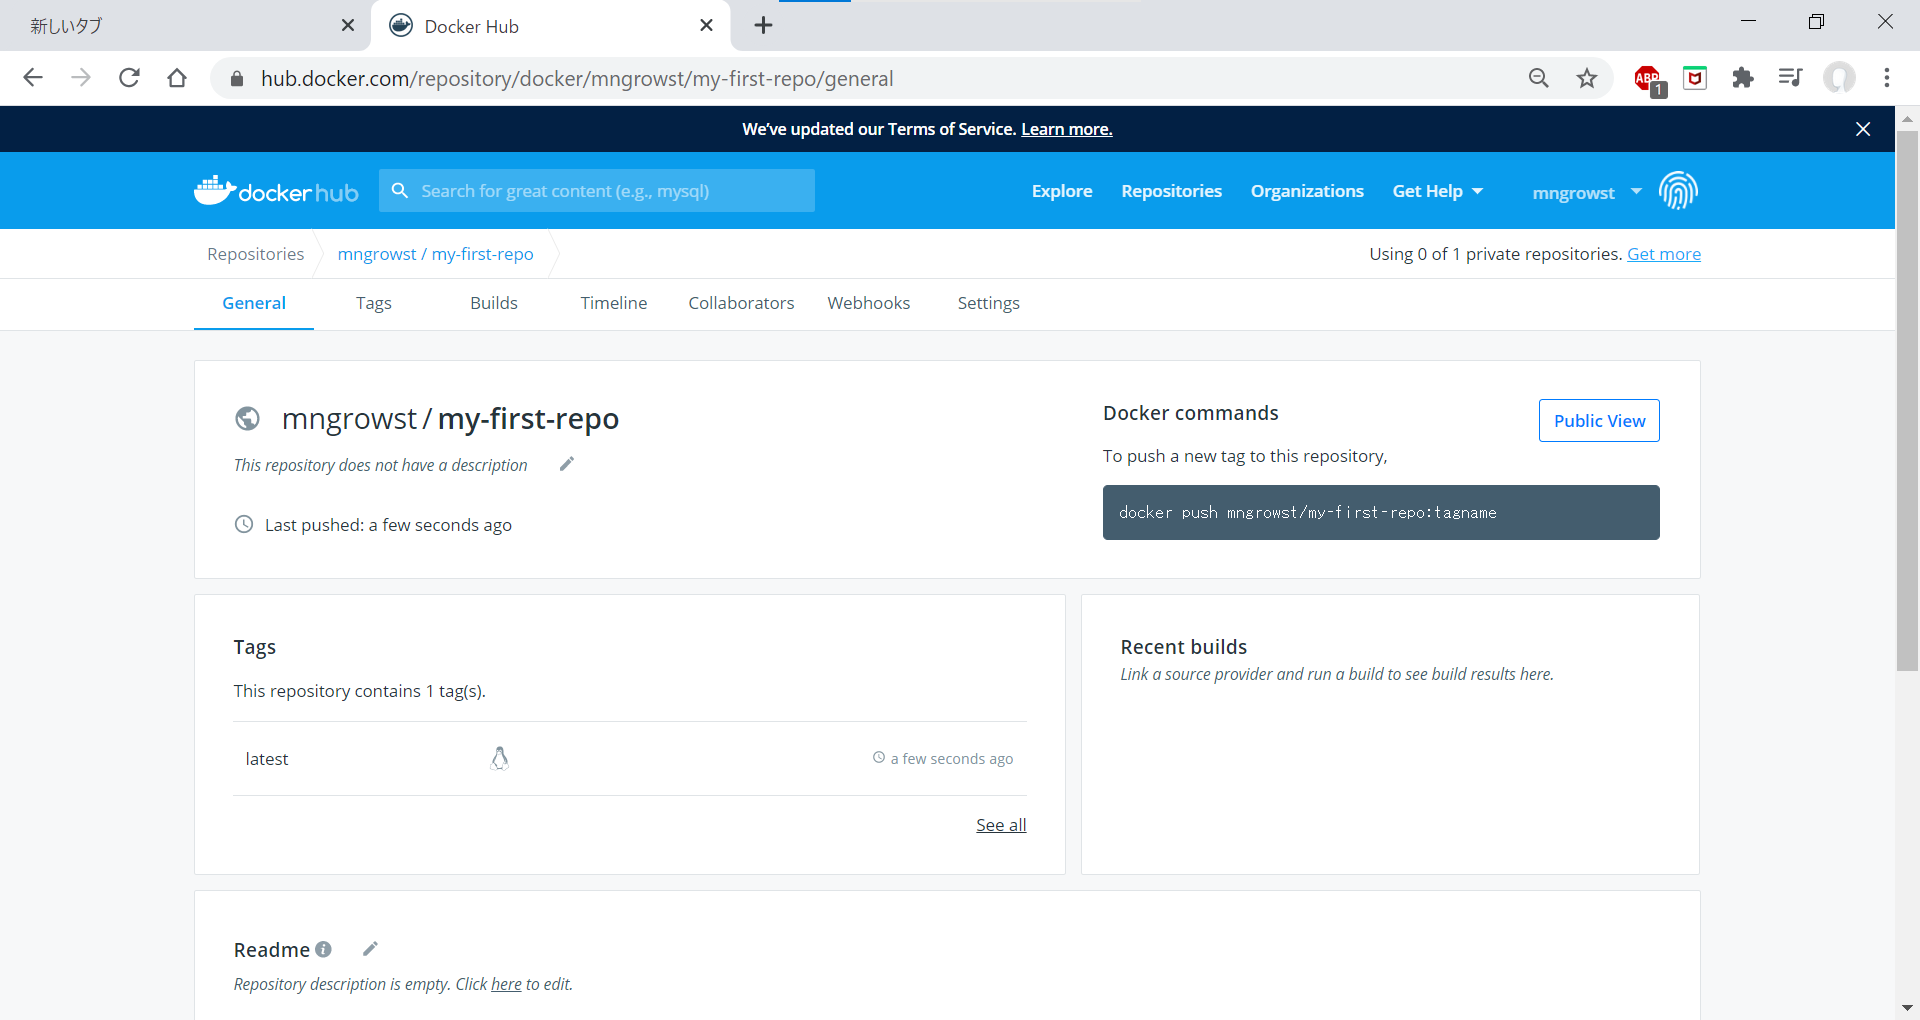 新しいタブ
Docker Hub
hub.docker.com/repository/docker/mngrowst/my-first-repo/general
ABP
1
We've updated our Terms of Service. Learn more.
docker hub
Search for great content (e.g., mysql)
Explore
Repositories
Organizations
Get Help
mngrowst
Repositories
mngrowst / my-first-repo
Using 0 of 1 private repositories. Get more
General
Tags
Builds
Timeline
Collaborators
Webhooks
Settings
mngrowst / my-first-repo
This repository does not have a description
Last pushed: a few seconds ago
Docker commands
Public View
To push a new tag to this repository,
docker push mngrowst/my-first-repo:tagname
Tags
This repository contains 1 tag(s).
latest
a few seconds ago
See all
Recent builds
Link a source provider and run a build to see build results here.
Readme
Repository description is empty. Click here to edit.